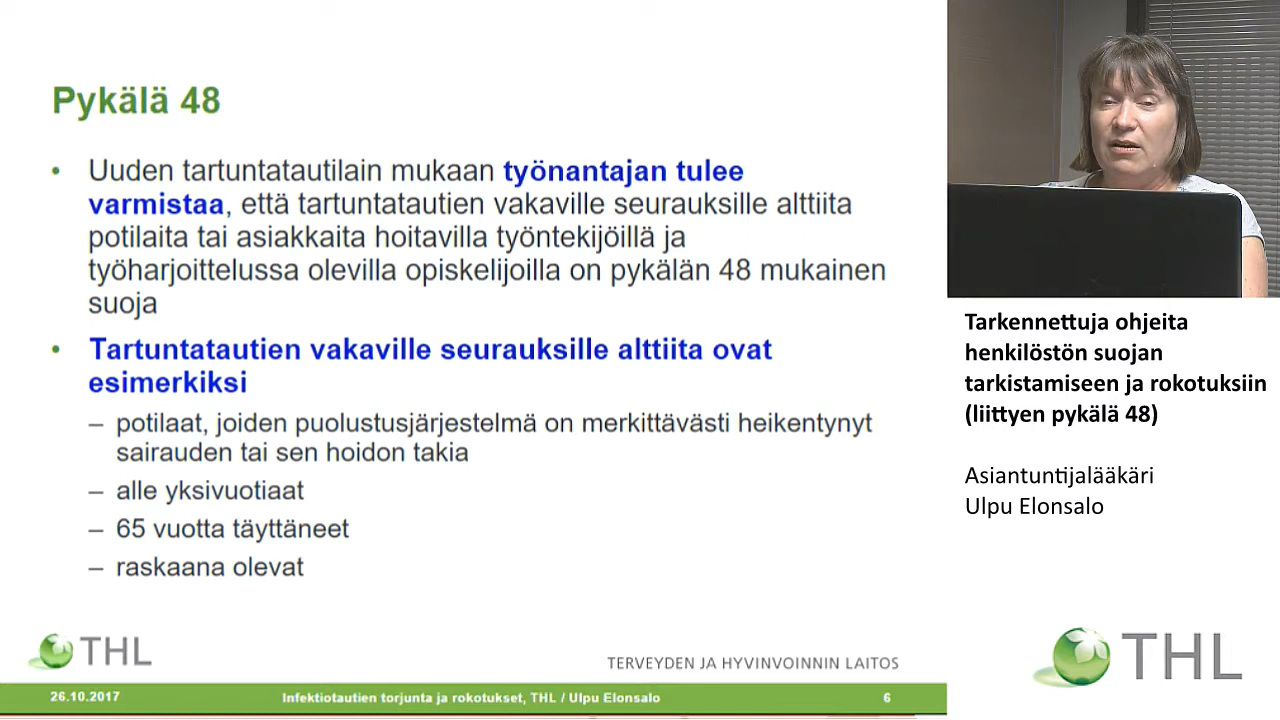 Pykälä 48
• Uuden tartuntatautilain mukaan työnantajan tulee
varmistaa, että tartuntatautien vakaville seurauksille alttiita
potilaita tai asiakkaita hoitavilla työntekijöillä ja
työharjoittelussa olevilla opiskelijoilla on pykälän 48 mukainen
suoja
• Tartuntatautien vakaville seurauksille alttiita ovat
esimerkiksi
– potilaat, joiden puolustusjärjestelmä on merkittävästi heikentynyt
sairauden tai sen hoidon takia
– alle yksivuotiaat
– 65 vuotta täyttäneet
– raskaana olevat
THL
TERVEYDEN JA HYVINVOINNIN LAITOS
26.10.2017
Infektiotautien torjunta ja rokotukset, THL / Ulpu Elonsalo
6
Tarkennettuja ohjeita
henkilöstön suojan
tarkistamiseen ja rokotuksiin
(liittyen pykälä 48)
Asiantuntijalääkäri
Ulpu Elonsalo
THL